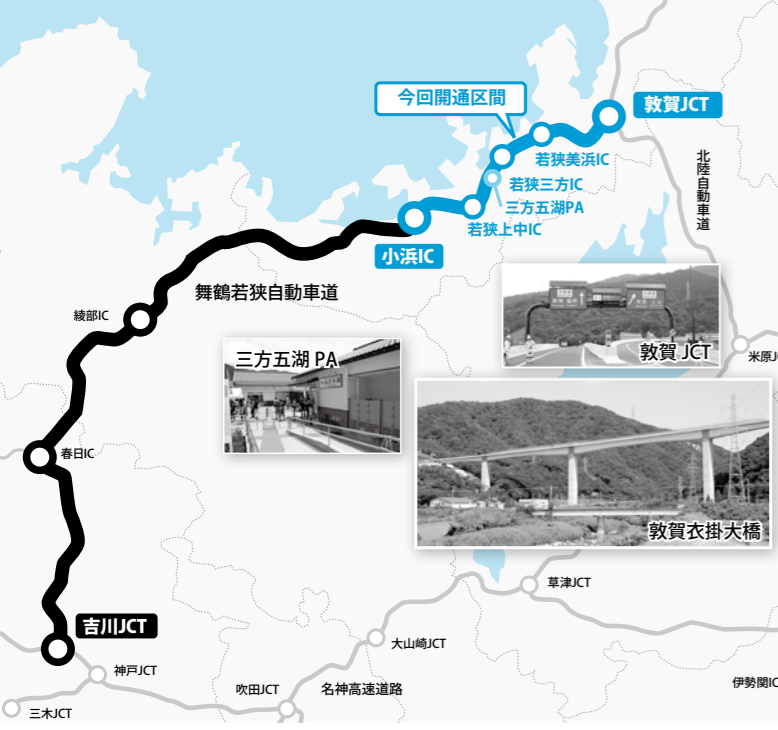 今回開通区間
敦賀JCT
若狭美浜IC
若狭三方IC
三方五湖PA
若狭上中IC
小浜IC
北陸自動車道
舞鶴若狭自動車道
綾部IC
三方五湖 PA
敦賀 JCT
米原J
春日IC
敦賀衣掛大橋
吉川JCT
草津JCT
大山崎JCT
神戸JCT
吹田JCT
名神高速道路
伊勢関IC
三木JCT